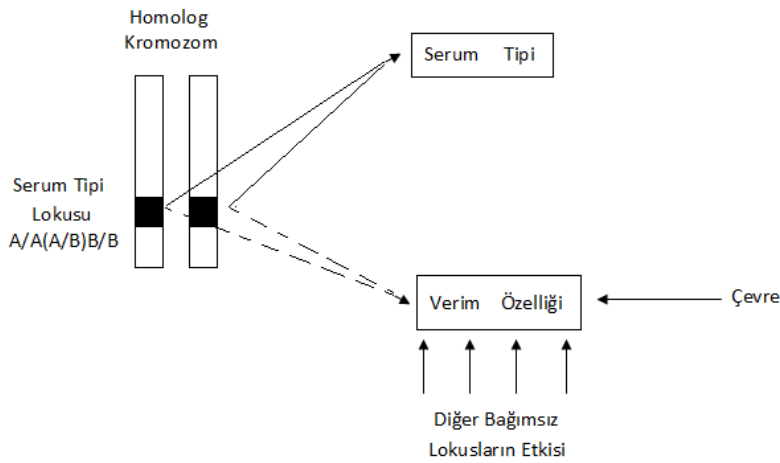 Homolog
Kromozom
Serum Tipi
Serum Tipi
Lokusu
A/A(A/B)B/B
Verim Özelliği
Çevre
Diğer Bağımsız
Lokusların Etkisi